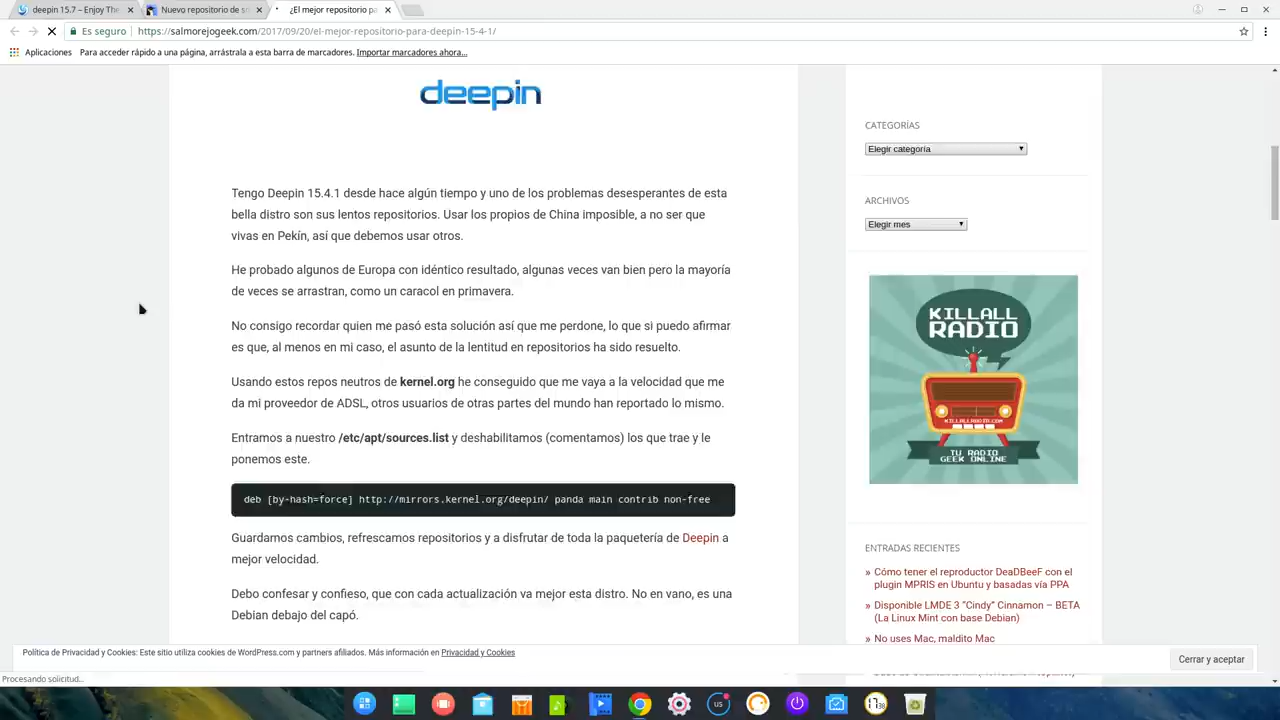 deepin 15.7 – Enjoy The
Nuevo repositorio de so
¿El mejor repositorio pa
Es seguro
https://salmorejogeek.com/2017/09/20/el-mejor-repositorio-para-deepin-15-4-1/
Aplicaciones
Para acceder rápido a una página, arrástrala a esta barra de marcadores. Importar marcadores ahora...
deepin
Tengo Deepin 15.4.1 desde hace algún tiempo y uno de los problemas desesperantes de esta
bella distro son sus lentos repositorios. Usar los propios de China imposible, a no ser que
vivas en Pekín, así que debemos usar otros.
He probado algunos de Europa con idéntico resultado, algunas veces van bien pero la mayoría
de veces se arrastran, como un caracol en primavera.
No consigo recordar quien me pasó esta solución así que me perdone, lo que si puedo afirmar
es que, al menos en mi caso, el asunto de la lentitud en repositorios ha sido resuelto.
Usando estos repos neutros de kernel.org he conseguido que me vaya a la velocidad que me
da mi proveedor de ADSL, otros usuarios de otras partes del mundo han reportado lo mismo.
Entramos a nuestro /etc/apt/sources.list y deshabilitamos (comentamos) los que trae y le
ponemos este.
deb [by-hash=force] http://mirrors.kernel.org/deepin/ panda main contrib non-free
Guardamos cambios, refrescamos repositorios y a disfrutar de toda la paquetería de Deepin a
mejor velocidad.
Debo confesar y confieso, que con cada actualización va mejor esta distro. No en vano, es una
Debian debajo del capó.
CATEGORÍAS
Elegir categoría
ARCHIVOS
Elegir mes
KILLALL
RADIO
KILLALLRADIO.COM
TU RADIO
GEEK ONLINE
ENTRADAS RECIENTES
» Cómo tener el reproductor DeaDBeeF con el
plugin MPRIS en Ubuntu y basadas vía PPA
» Disponible LMDE 3 “Cindy” Cinnamon – BETA
(La Linux Mint con base Debian)
» No uses Mac, maldito Mac
Política de Privacidad y Cookies: Este sitio utiliza cookies de WordPress.com y partners afiliados. Más información en Privacidad y Cookies
Cerrar y aceptar
Procesando solicitud...
us